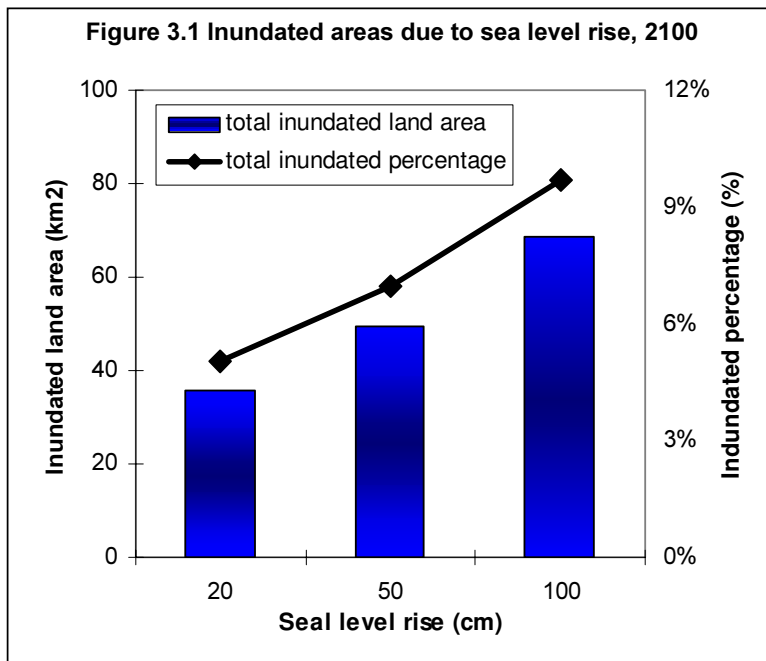 Figure 3.1 Inundated areas due to sea level rise, 2100
total inundated land area
total inundated percentage
Inundated land area (km2)
100
80
60
40
20
0
12%
9%
6%
3%
0%
Indundated percentage (%)
20 50 100
Seal level rise (cm)